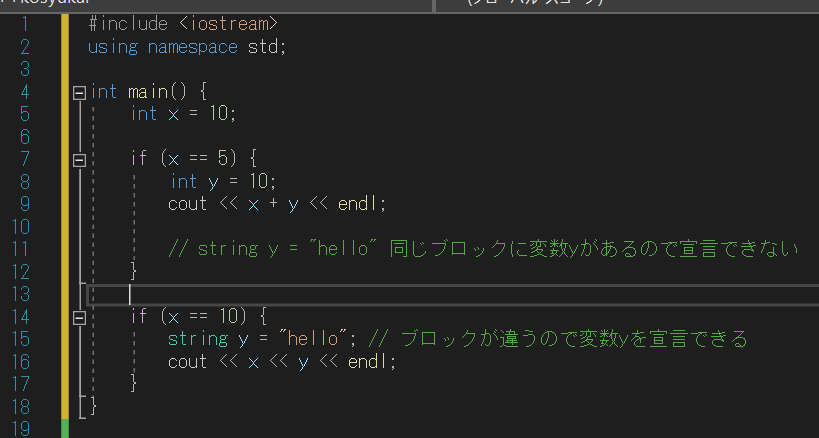 #include <iostream>
using namespace std;
int main() {
int x = 10;
if (x == 5) {
int y = 10;
cout << x + y << endl;
// string y = "hello" 同じブロックに変数yがあるので宣言できない
}
if (x == 10) {
string y = "hello"; // ブロックが違うので変数yを宣言できる
cout << x << y << endl;
}
}
1
2
3
4
5
6
7
8
9
10
11
12
13
14
15
16
17
18
19